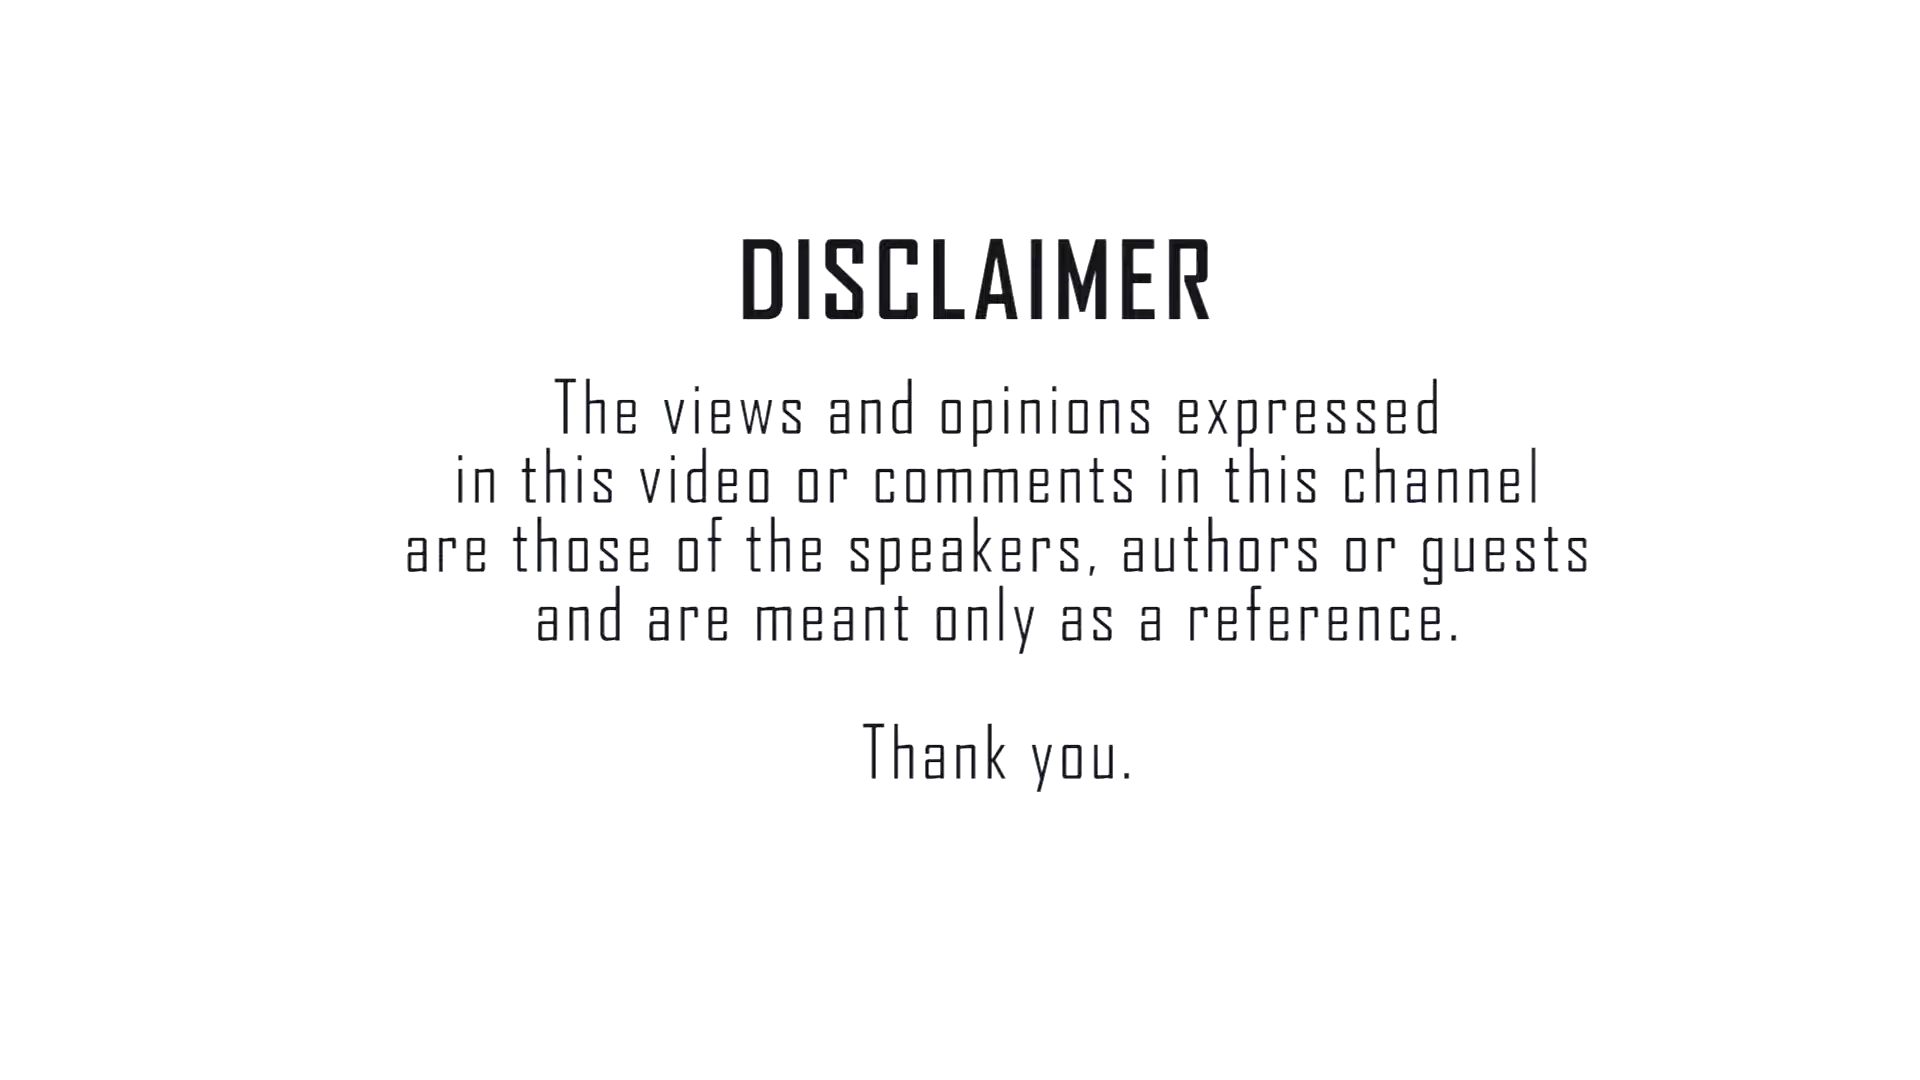 DISCLAIMER
The views and opinions expressed
in this video or comments in this channel
are those of the speakers, authors or guests
and are meant only as a reference.
Thank you.